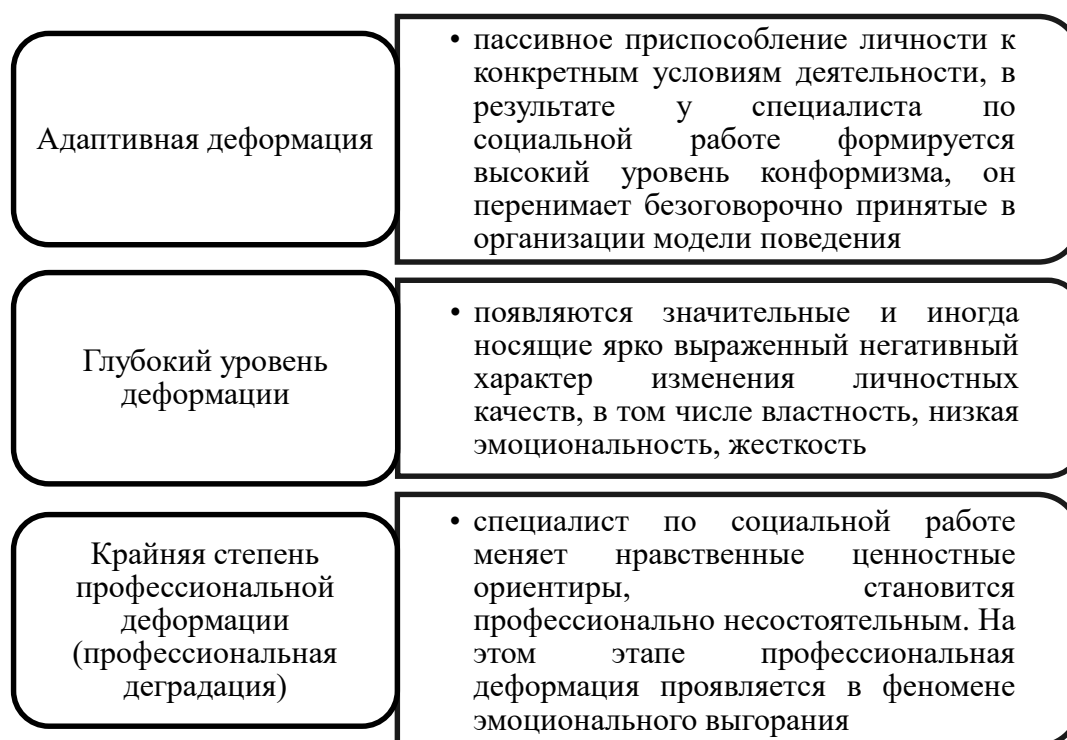 Адаптивная деформация
• пассивное приспособление личности к
конкретным условиям деятельности, в
результате у специалиста по
социальной работе формируется
высокий уровень конформизма, он
перенимает безоговорочно принятые в
организации модели поведения
Глубокий уровень
деформации
• появляются значительные и иногда
носящие ярко выраженный негативный
характер изменения личностных
качеств, в том числе властность, низкая
эмоциональность, жесткость
Крайняя степень
профессиональной
деформации
(профессиональная
деградация)
• специалист по социальной работе
меняет нравственные ценностные
ориентиры, становится
профессионально несостоятельным. На
этом этапе профессиональная
деформация проявляется в феномене
эмоционального выгорания